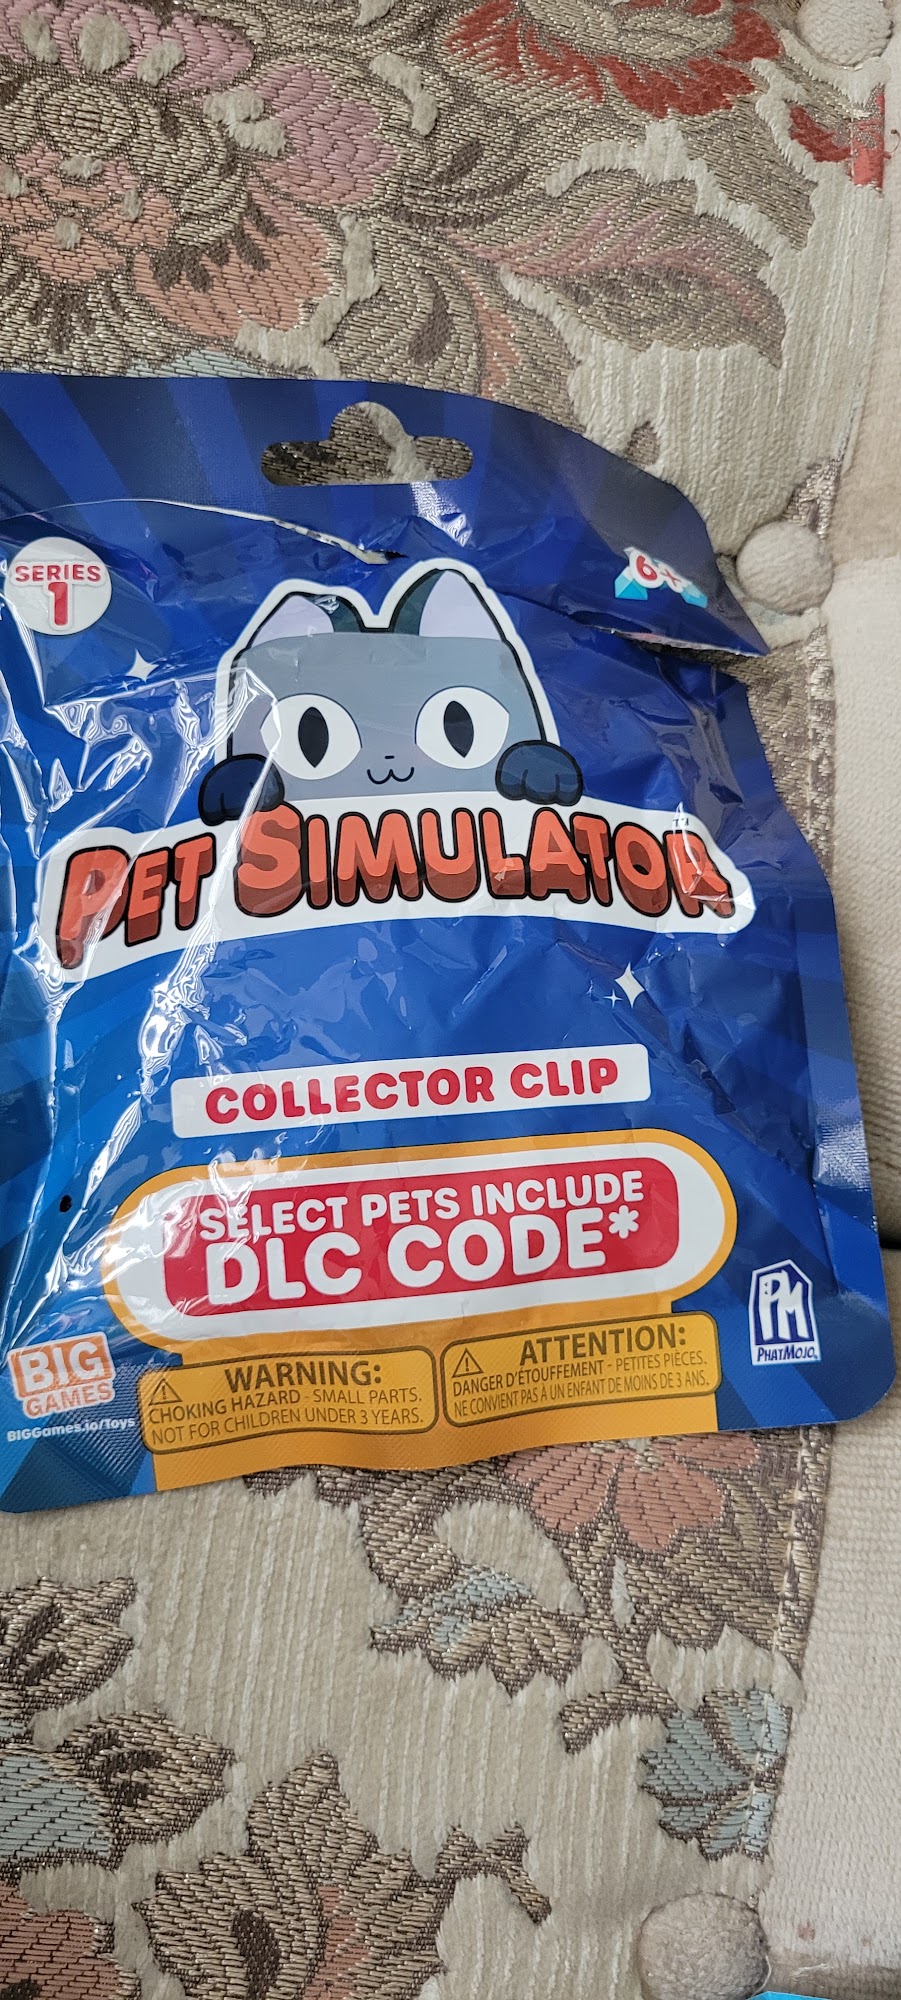 SERIES
1
6+
PET SIMULATOR™
COLLECTOR CLIP
SELECT PETS INCLUDE
DLC CODE*
BIG
GAMES
BIGGames.io/Toys
WARNING:
CHOKING HAZARD - SMALL PARTS.
NOT FOR CHILDREN UNDER 3 YEARS.
ATTENTION:
DANGER D'ÉTOUFFEMENT - PETITES PIÈCES.
NE CONVIENT PAS À UN ENFANT DE MOINS DE 3 ANS.
PM
PHATMOJO